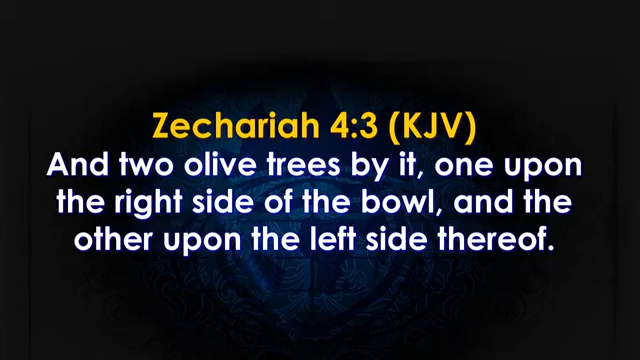 Zechariah 4:3 (KJV)
And two olive trees by it, one upon
the right side of the bowl, and the
other upon the left side thereof.